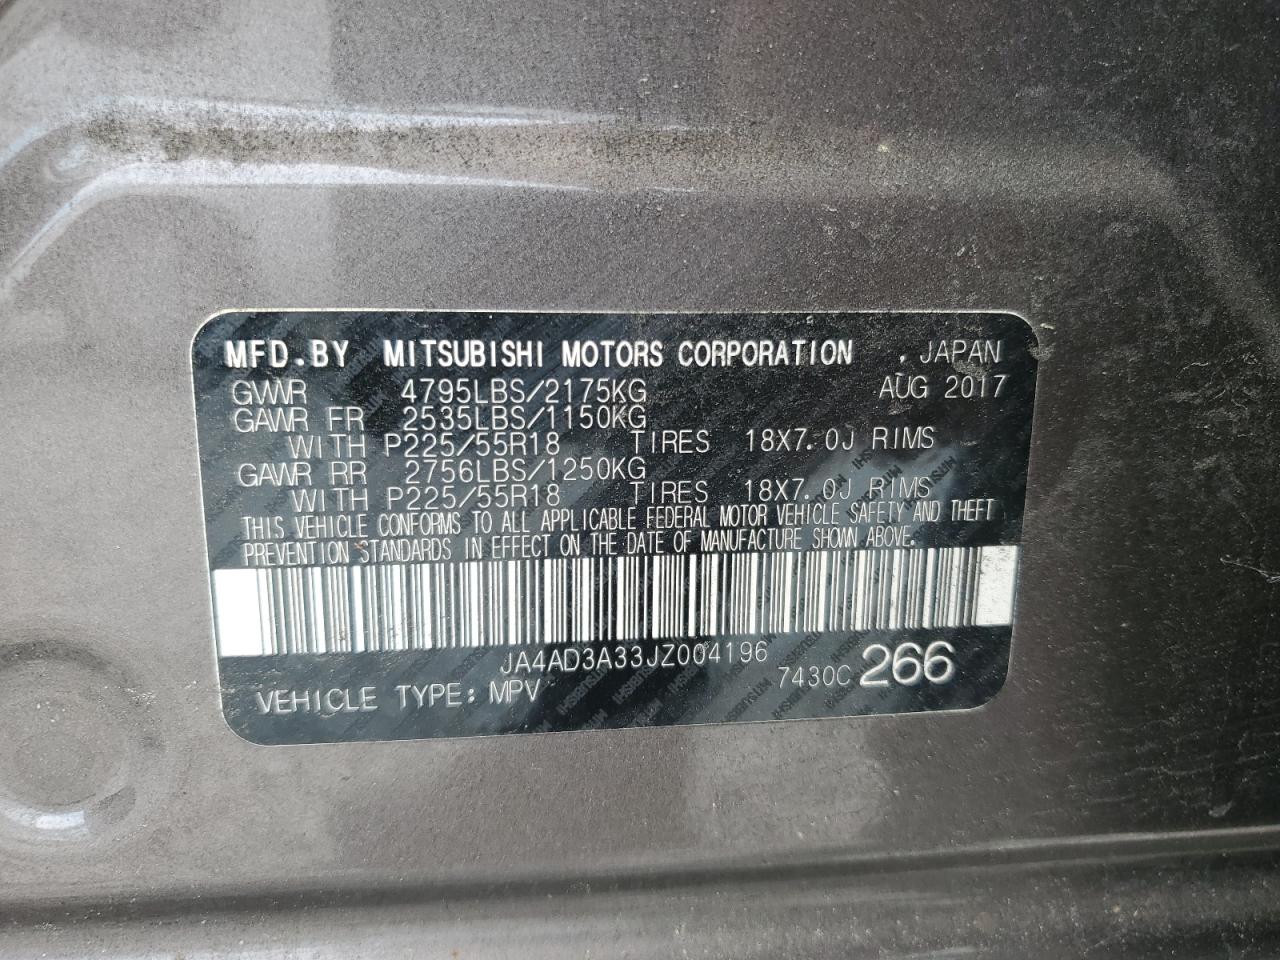 MFD. BY MITSUBISHI MOTORS CORPORATION . JAPAN
GVWR 4795LBS/2175KG AUG 2017
GAWR FR 2535LBS/1150KG
WITH P225/55R18 TIRES 18X7.0J RIMS
GAWR RR 2756LBS/1250KG
WITH P225/55R18 TIRES 18X7.0J RIMS
THIS VEHICLE CONFORMS TO ALL APPLICABLE FEDERAL MOTOR VEHICLE SAFETY AND THEFT
PREVENTION STANDARDS IN EFFECT ON THE DATE OF MANUFACTURE SHOWN ABOVE.
JA4AD3A33JZ004196
VEHICLE TYPE: MPV 7430C 266